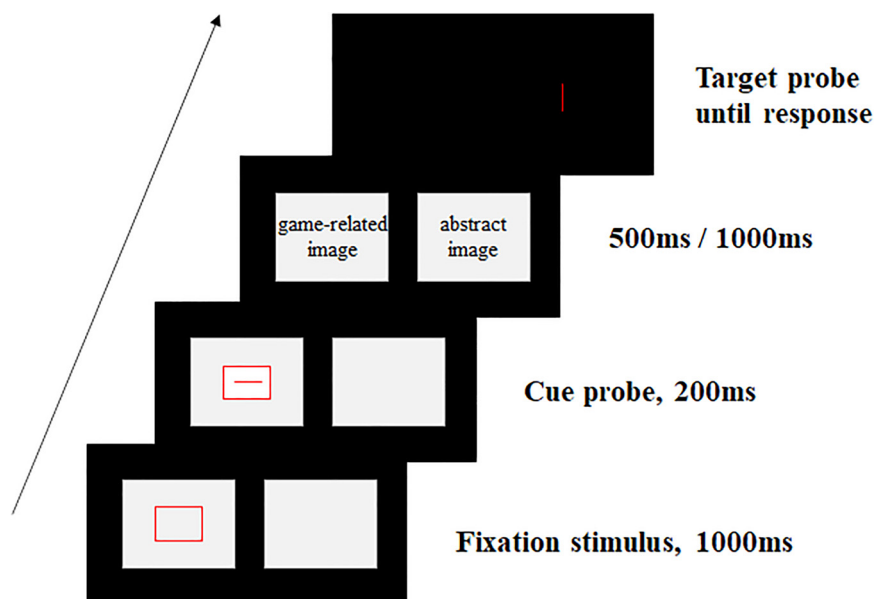 Target probe
until response
game-related
image
abstract
image
500ms / 1000ms
Cue probe, 200ms
Fixation stimulus, 1000ms